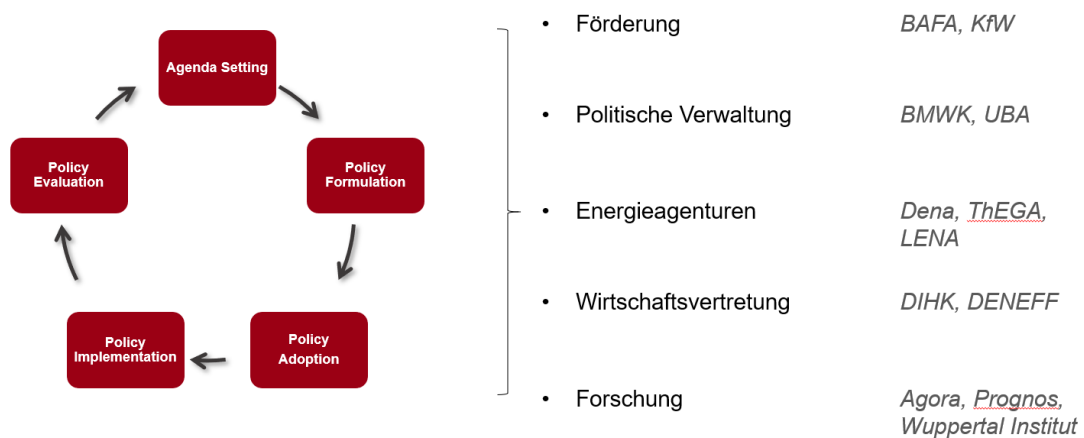 Agenda Setting
Policy
Formulation
Policy
Adoption
Policy
Implementation
Policy
Evaluation
• Förderung
BAFA, KfW
• Politische Verwaltung
BMWK, UBA
• Energieagenturen
Dena, ThEGA,
LENA
• Wirtschaftsvertretung
DIHK, DENEFF
• Forschung
Agora, Prognos,
Wuppertal Institut